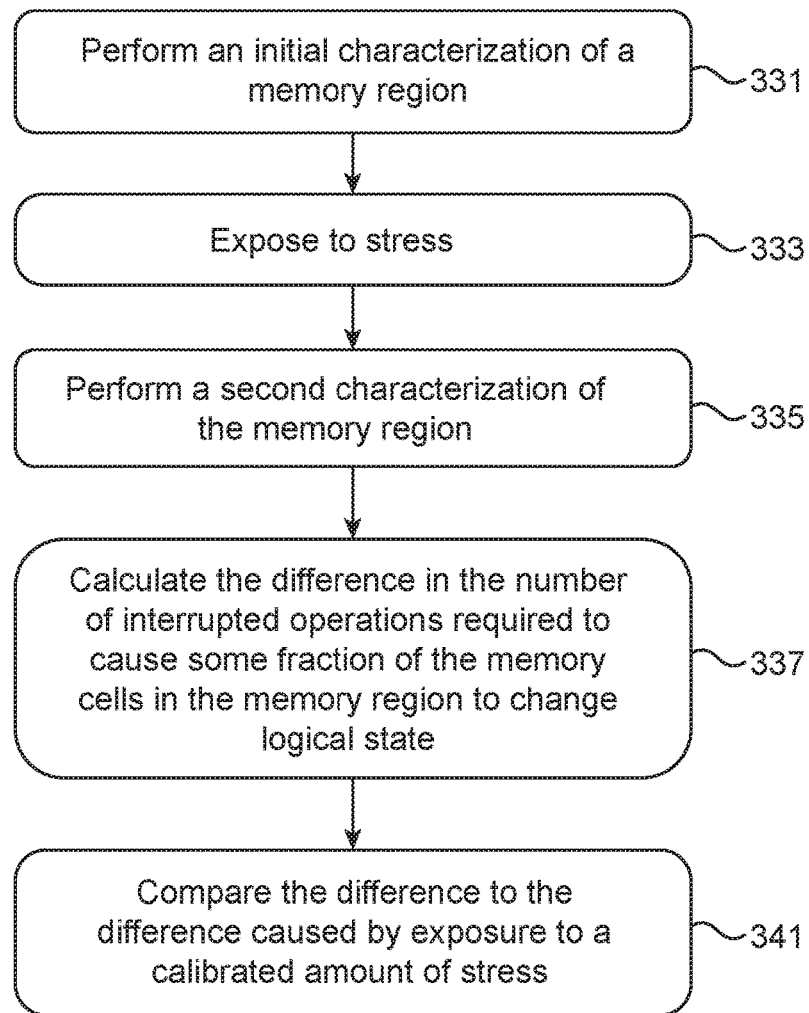 Perform an initial characterization of a
memory region
331
Expose to stress
333
Perform a second characterization of
the memory region
335
Calculate the difference in the number
of interrupted operations required to
cause some fraction of the memory
cells in the memory region to change
logical state
337
Compare the difference to the
difference caused by exposure to a
calibrated amount of stress
341